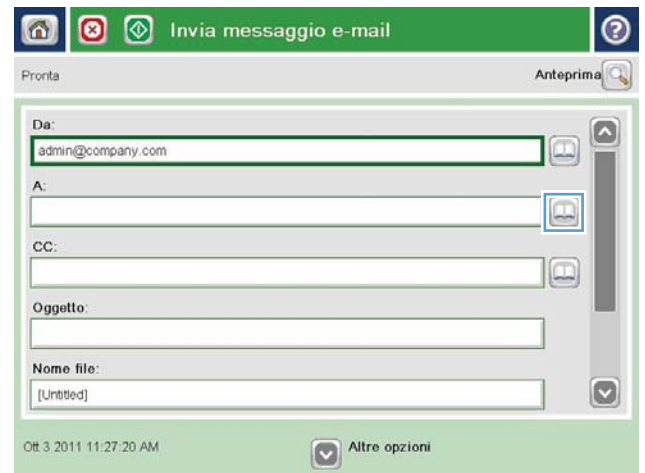 Invia messaggio e-mail
?
Pronta
Anteprima
Da:
admin@company.com
A:
CC:
Oggetto:
Nome file:
[Untitled]
Ott 3 2011 11:27:20 AM
Altre opzioni